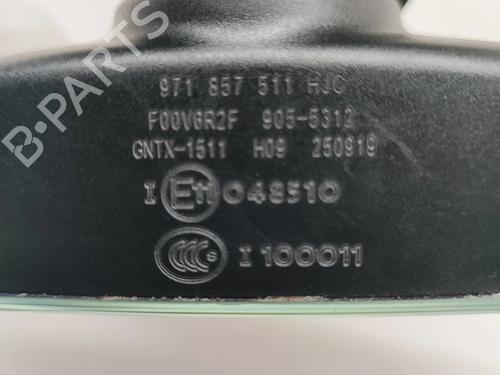 971 857 511 HJC
F00V6R2F 905-5312
GNTX-1511 H09 250919
I E11 048510
CCC S I 100011
B-PARTS